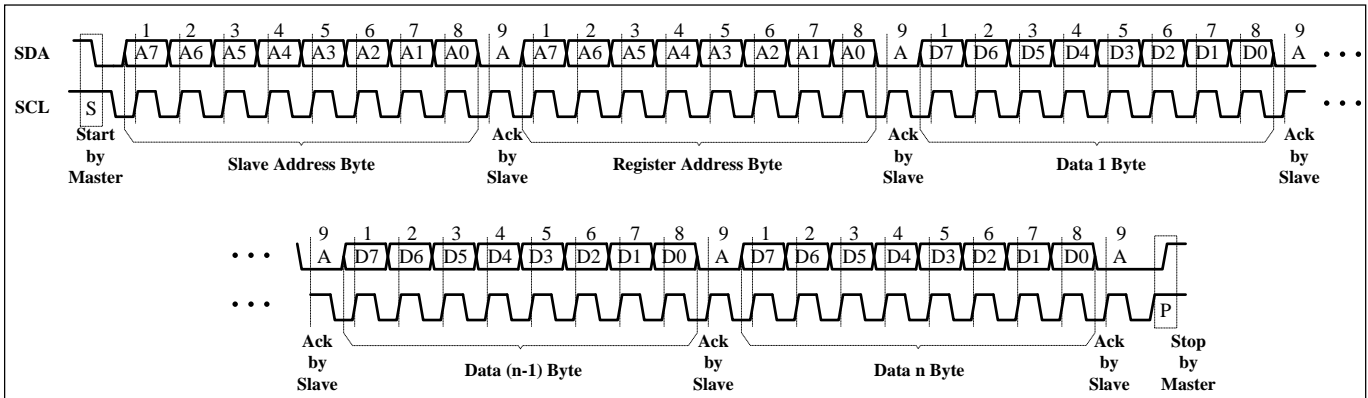 1 2 3 4 5 6 7 8 9 1 2 3 4 5 6 7 8 9 1 2 3 4 5 6 7 8 9
SDA A7 A6 A5 A4 A3 A2 A1 A0 A A7 A6 A5 A4 A3 A2 A1 A0 A D7 D6 D5 D4 D3 D2 D1 D0 A • • •
SCL S • • •
Start by Master
Slave Address Byte
Ack by Slave
Register Address Byte
Ack by Slave
Data 1 Byte
Ack by Slave
9 1 2 3 4 5 6 7 8 9 1 2 3 4 5 6 7 8 9
• • • A D7 D6 D5 D4 D3 D2 D1 D0 A D7 D6 D5 D4 D3 D2 D1 D0 A
• • • P
Ack by Slave
Data (n-1) Byte
Ack by Slave
Data n Byte
Ack by Slave
Stop by Master